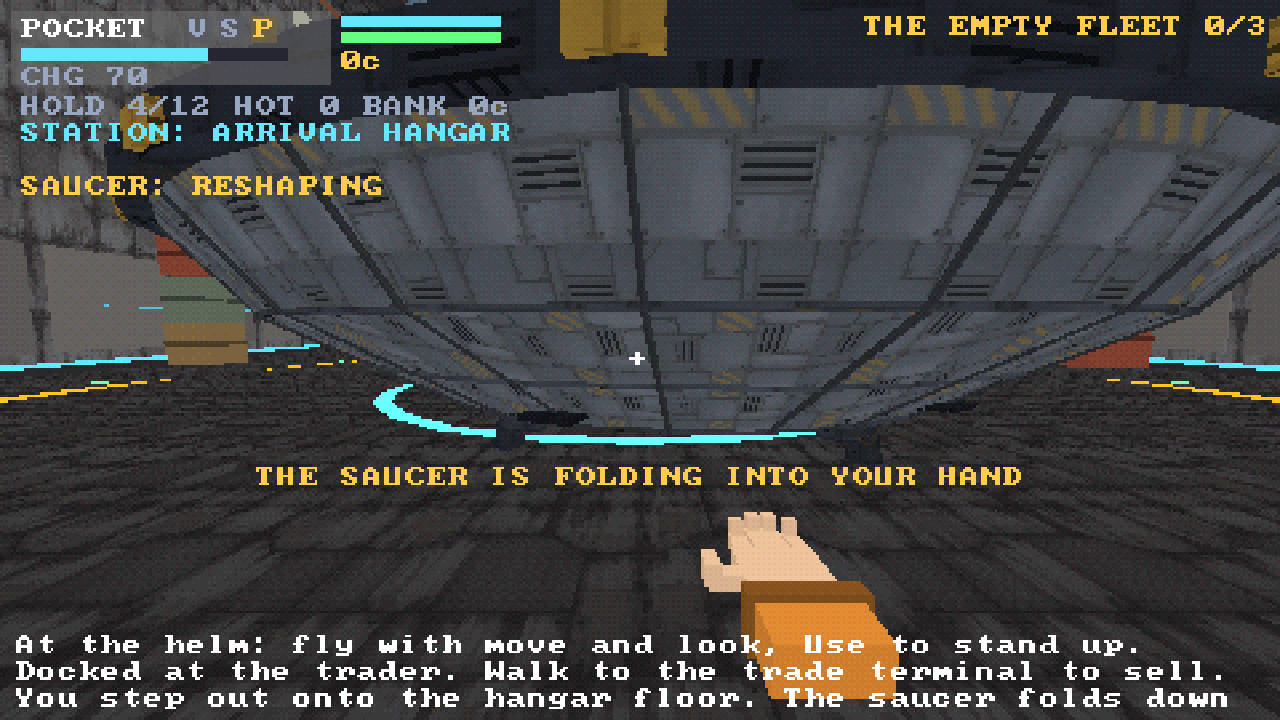 POCKET V S P
CHG 70
0c
THE EMPTY FLEET 0/3
HOLD 4/12 HOT 0 BANK 0c
STATION: ARRIVAL HANGAR
SAUCER: RESHAPING
THE SAUCER IS FOLDING INTO YOUR HAND
At the helm: fly with move and look, Use to stand up.
Docked at the trader. Walk to the trade terminal to sell.
You step out onto the hangar floor. The saucer folds down